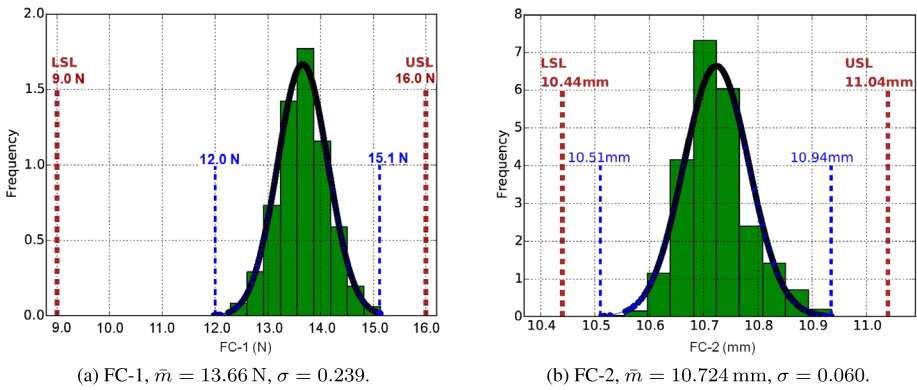 2.0
1.5
1.0
0.5
0.0
Frequency
LSL
9.0 N
USL
16.0 N
12.0 N
15.1 N
9.0 10.0 11.0 12.0 13.0 14.0 15.0 16.0
FC-1 (N)
(a) FC-1, m̄ = 13.66 N, σ = 0.239.
8
7
6
5
4
3
2
1
0
Frequency
LSL
10.44mm
USL
11.04mm
10.51mm
10.94mm
10.4 10.5 10.6 10.7 10.8 10.9 11.0
FC-2 (mm)
(b) FC-2, m̄ = 10.724 mm, σ = 0.060.